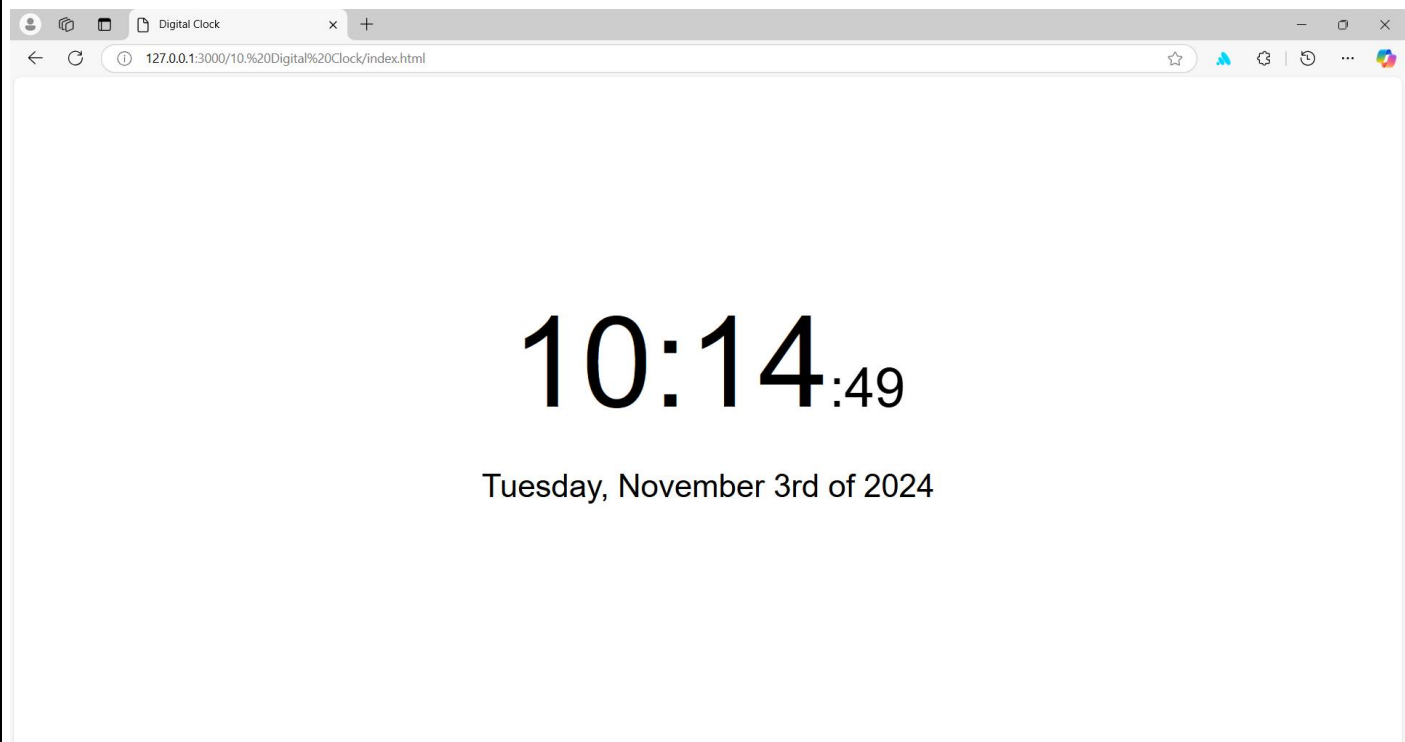 Digital Clock
127.0.0.1:3000/10.%20Digital%20Clock/index.html
10:14:49
Tuesday, November 3rd of 2024